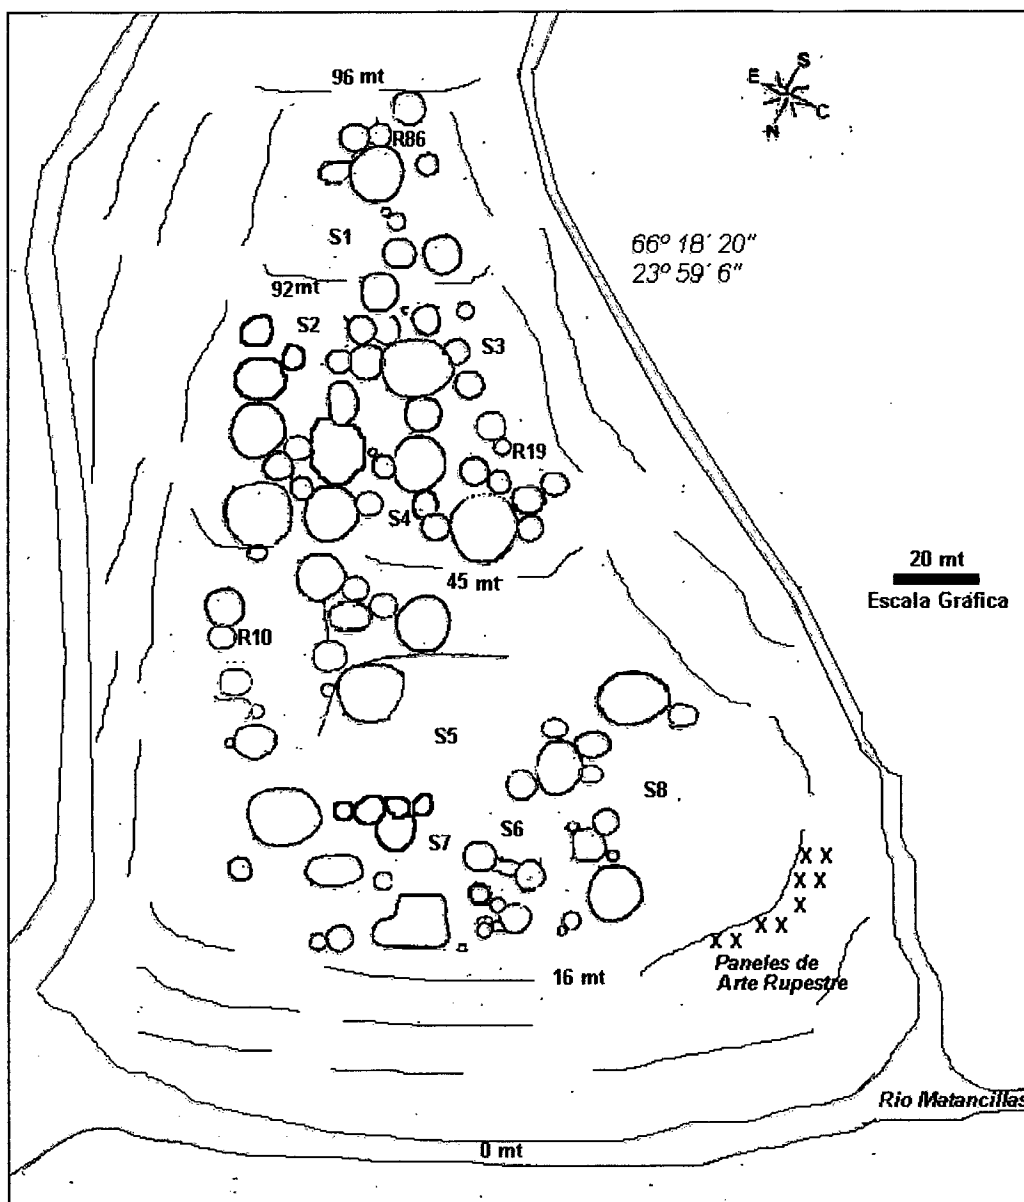 96 mt
S
E
C
N
R86
S1
66º 18´ 20"
23º 59´ 6"
92mt
S2
S3
R19
S4
45 mt
20 mt
Escala Gráfica
R10
S5
S8
S6
S7
X X
X X
X
X X
X X
Paneles de
Arte Rupestre
16 mt
Rio Matancillas
0 mt